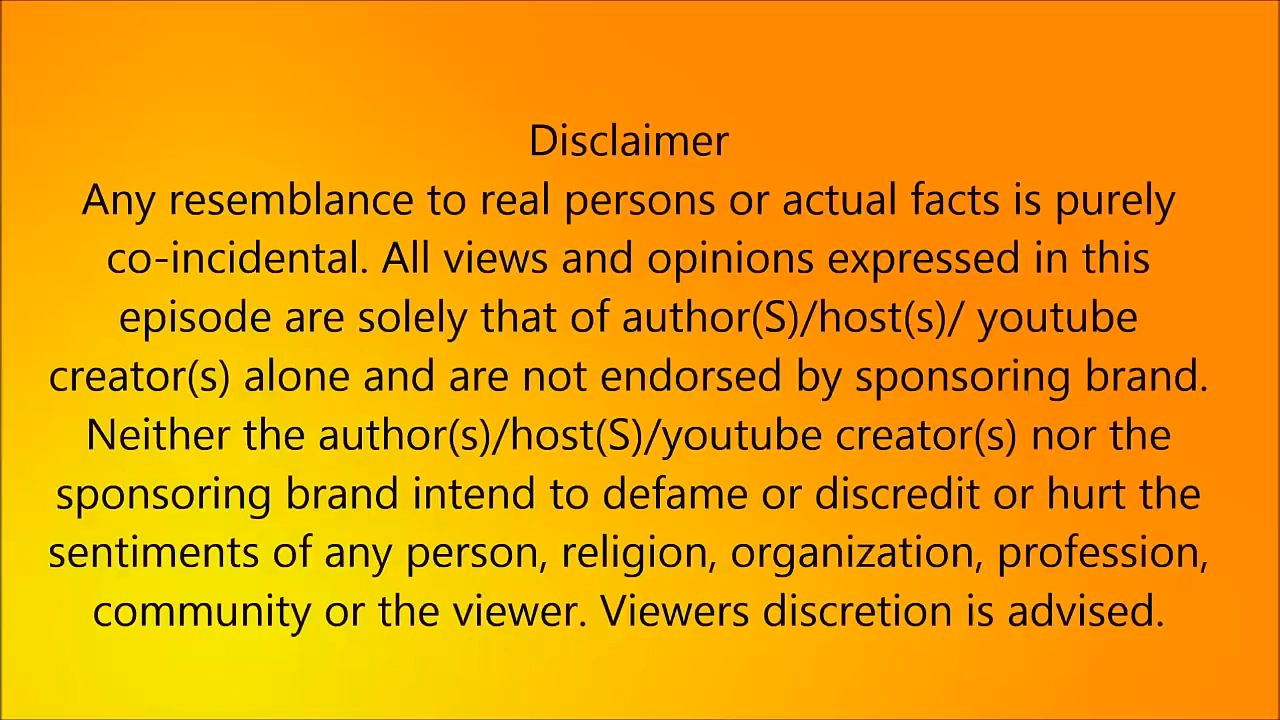 Disclaimer
Any resemblance to real persons or actual facts is purely
co-incidental. All views and opinions expressed in this
episode are solely that of author(S)/host(s)/ youtube
creator(s) alone and are not endorsed by sponsoring brand.
Neither the author(s)/host(S)/youtube creator(s) nor the
sponsoring brand intend to defame or discredit or hurt the
sentiments of any person, religion, organization, profession,
community or the viewer. Viewers discretion is advised.